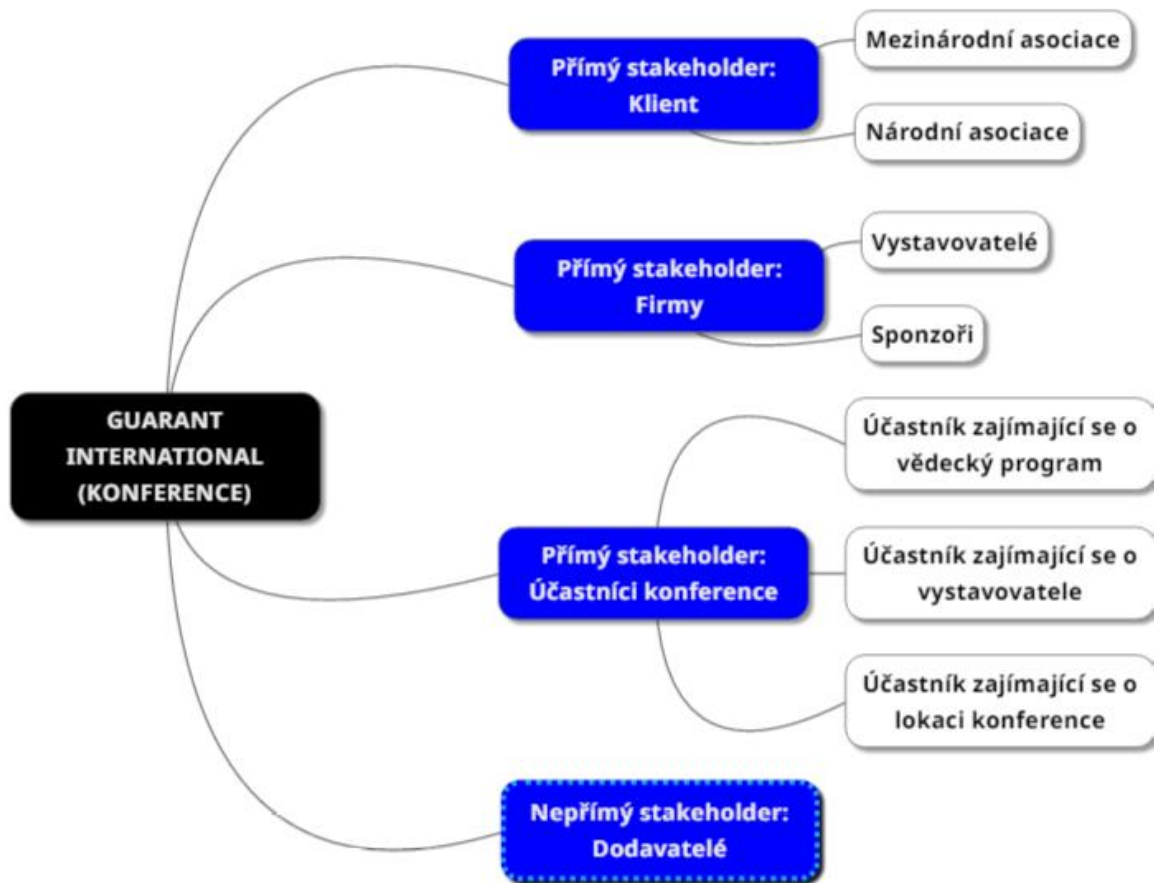 Přímý stakeholder:
Klient
Mezinárodní asociace
Národní asociace
Přímý stakeholder:
Firmy
Vystavovatelé
Sponzoři
GUARANT
INTERNATIONAL
(KONFERENCE)
Přímý stakeholder:
Účastníci konference
Účastník zajímající se o
vědecký program
Účastník zajímající se o
vystavovatele
Účastník zajímající se o
lokaci konference
Nepřímý stakeholder:
Dodavatelé